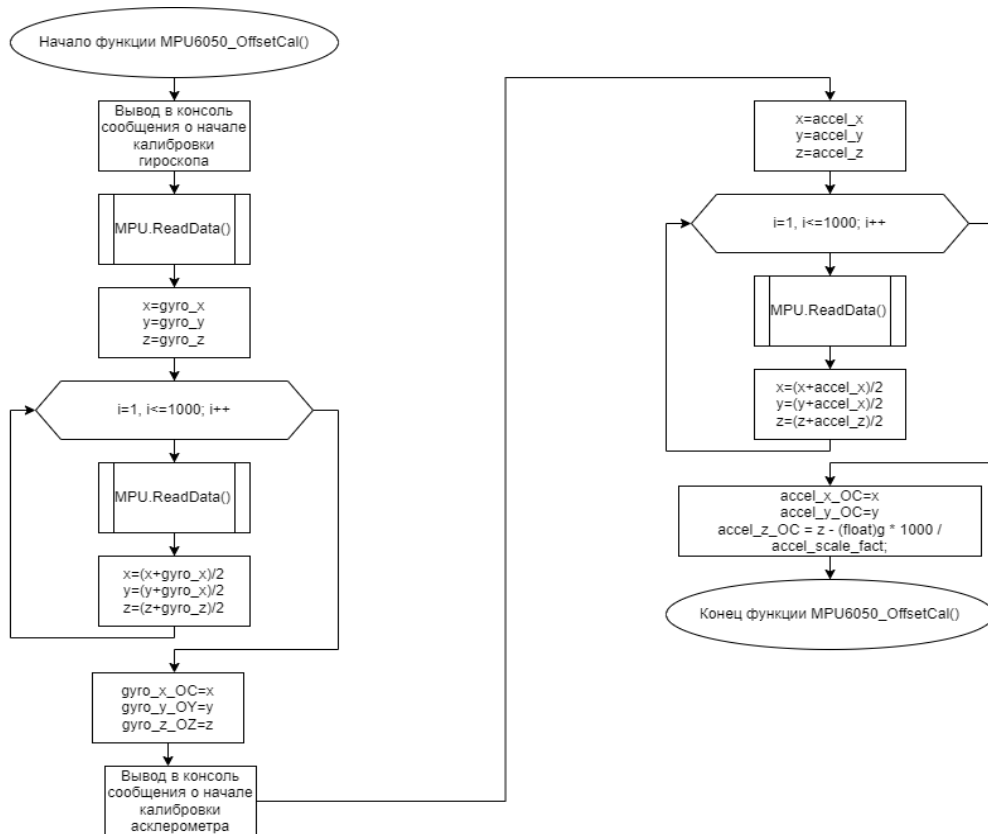 Начало функции MPU6050_OffsetCal()
Вывод в консоль
сообщения о начале
калибровки
гироскопа
MPU.ReadData()
x=gyro_x
y=gyro_y
z=gyro_z
i=1, i<=1000; i++
MPU.ReadData()
x=(x+gyro_x)/2
y=(y+gyro_x)/2
z=(z+gyro_z)/2
gyro_x_OC=x
gyro_y_OY=y
gyro_z_OZ=z
Вывод в консоль
сообщения о начале
калибровки
асклерометра
x=accel_x
y=accel_y
z=accel_z
i=1, i<=1000; i++
MPU.ReadData()
x=(x+accel_x)/2
y=(y+accel_x)/2
z=(z+accel_z)/2
accel_x_OC=x
accel_y_OC=y
accel_z_OC = z - (float)g * 1000 /
accel_scale_fact;
Конец функции MPU6050_OffsetCal()